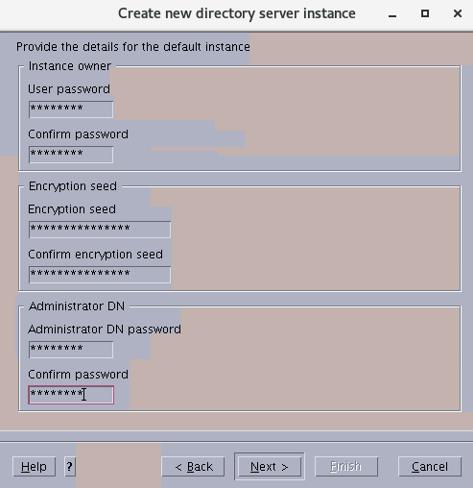 Create new directory server instance
Provide the details for the default instance
Instance owner
User password
********
Confirm password
********
Encryption seed
Encryption seed
***************
Confirm encryption seed
***************
Administrator DN
Administrator DN password
********
Confirm password
********
Help ? < Back Next > Finish Cancel